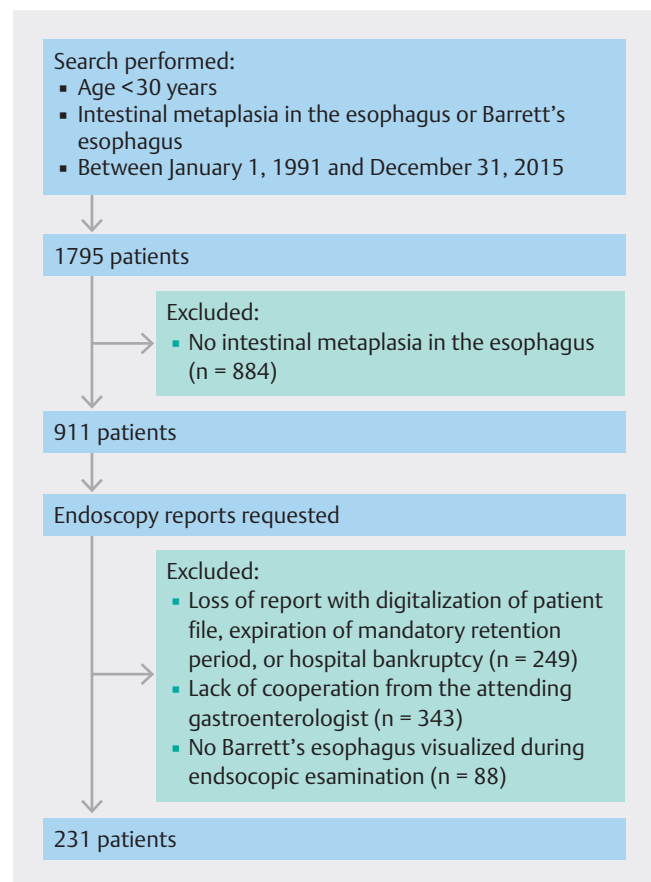 Search performed:
▪ Age <30 years
▪ Intestinal metaplasia in the esophagus or Barrett’s
esophagus
▪ Between January 1, 1991 and December 31, 2015
1795 patients
Excluded:
▪ No intestinal metaplasia in the esophagus
(n = 884)
911 patients
Endoscopy reports requested
Excluded:
▪ Loss of report with digitalization of patient
file, expiration of mandatory retention
period, or hospital bankruptcy (n = 249)
▪ Lack of cooperation from the attending
gastroenterologist (n = 343)
▪ No Barrett’s esophagus visualized during
endsocopic esamination (n = 88)
231 patients